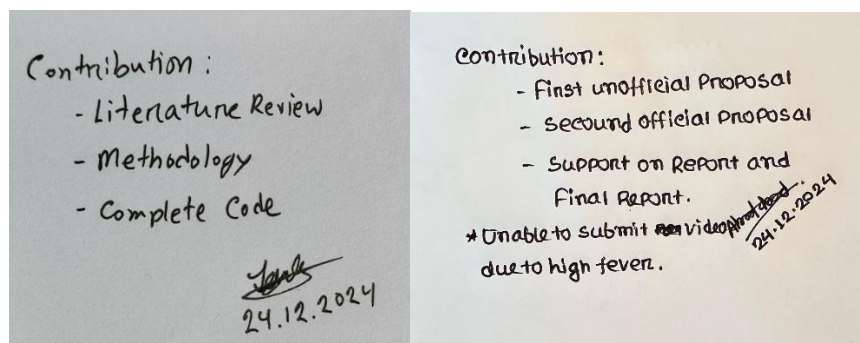 Contribution:
- Literature Review
- Methodology
- Complete Code
24.12.2024
Contribution:
- First unofficial Proposal
- Secound official Proposal
- Support on Report and
Final Report.
* Unable to submit video
due to high fever.
24.12.2024